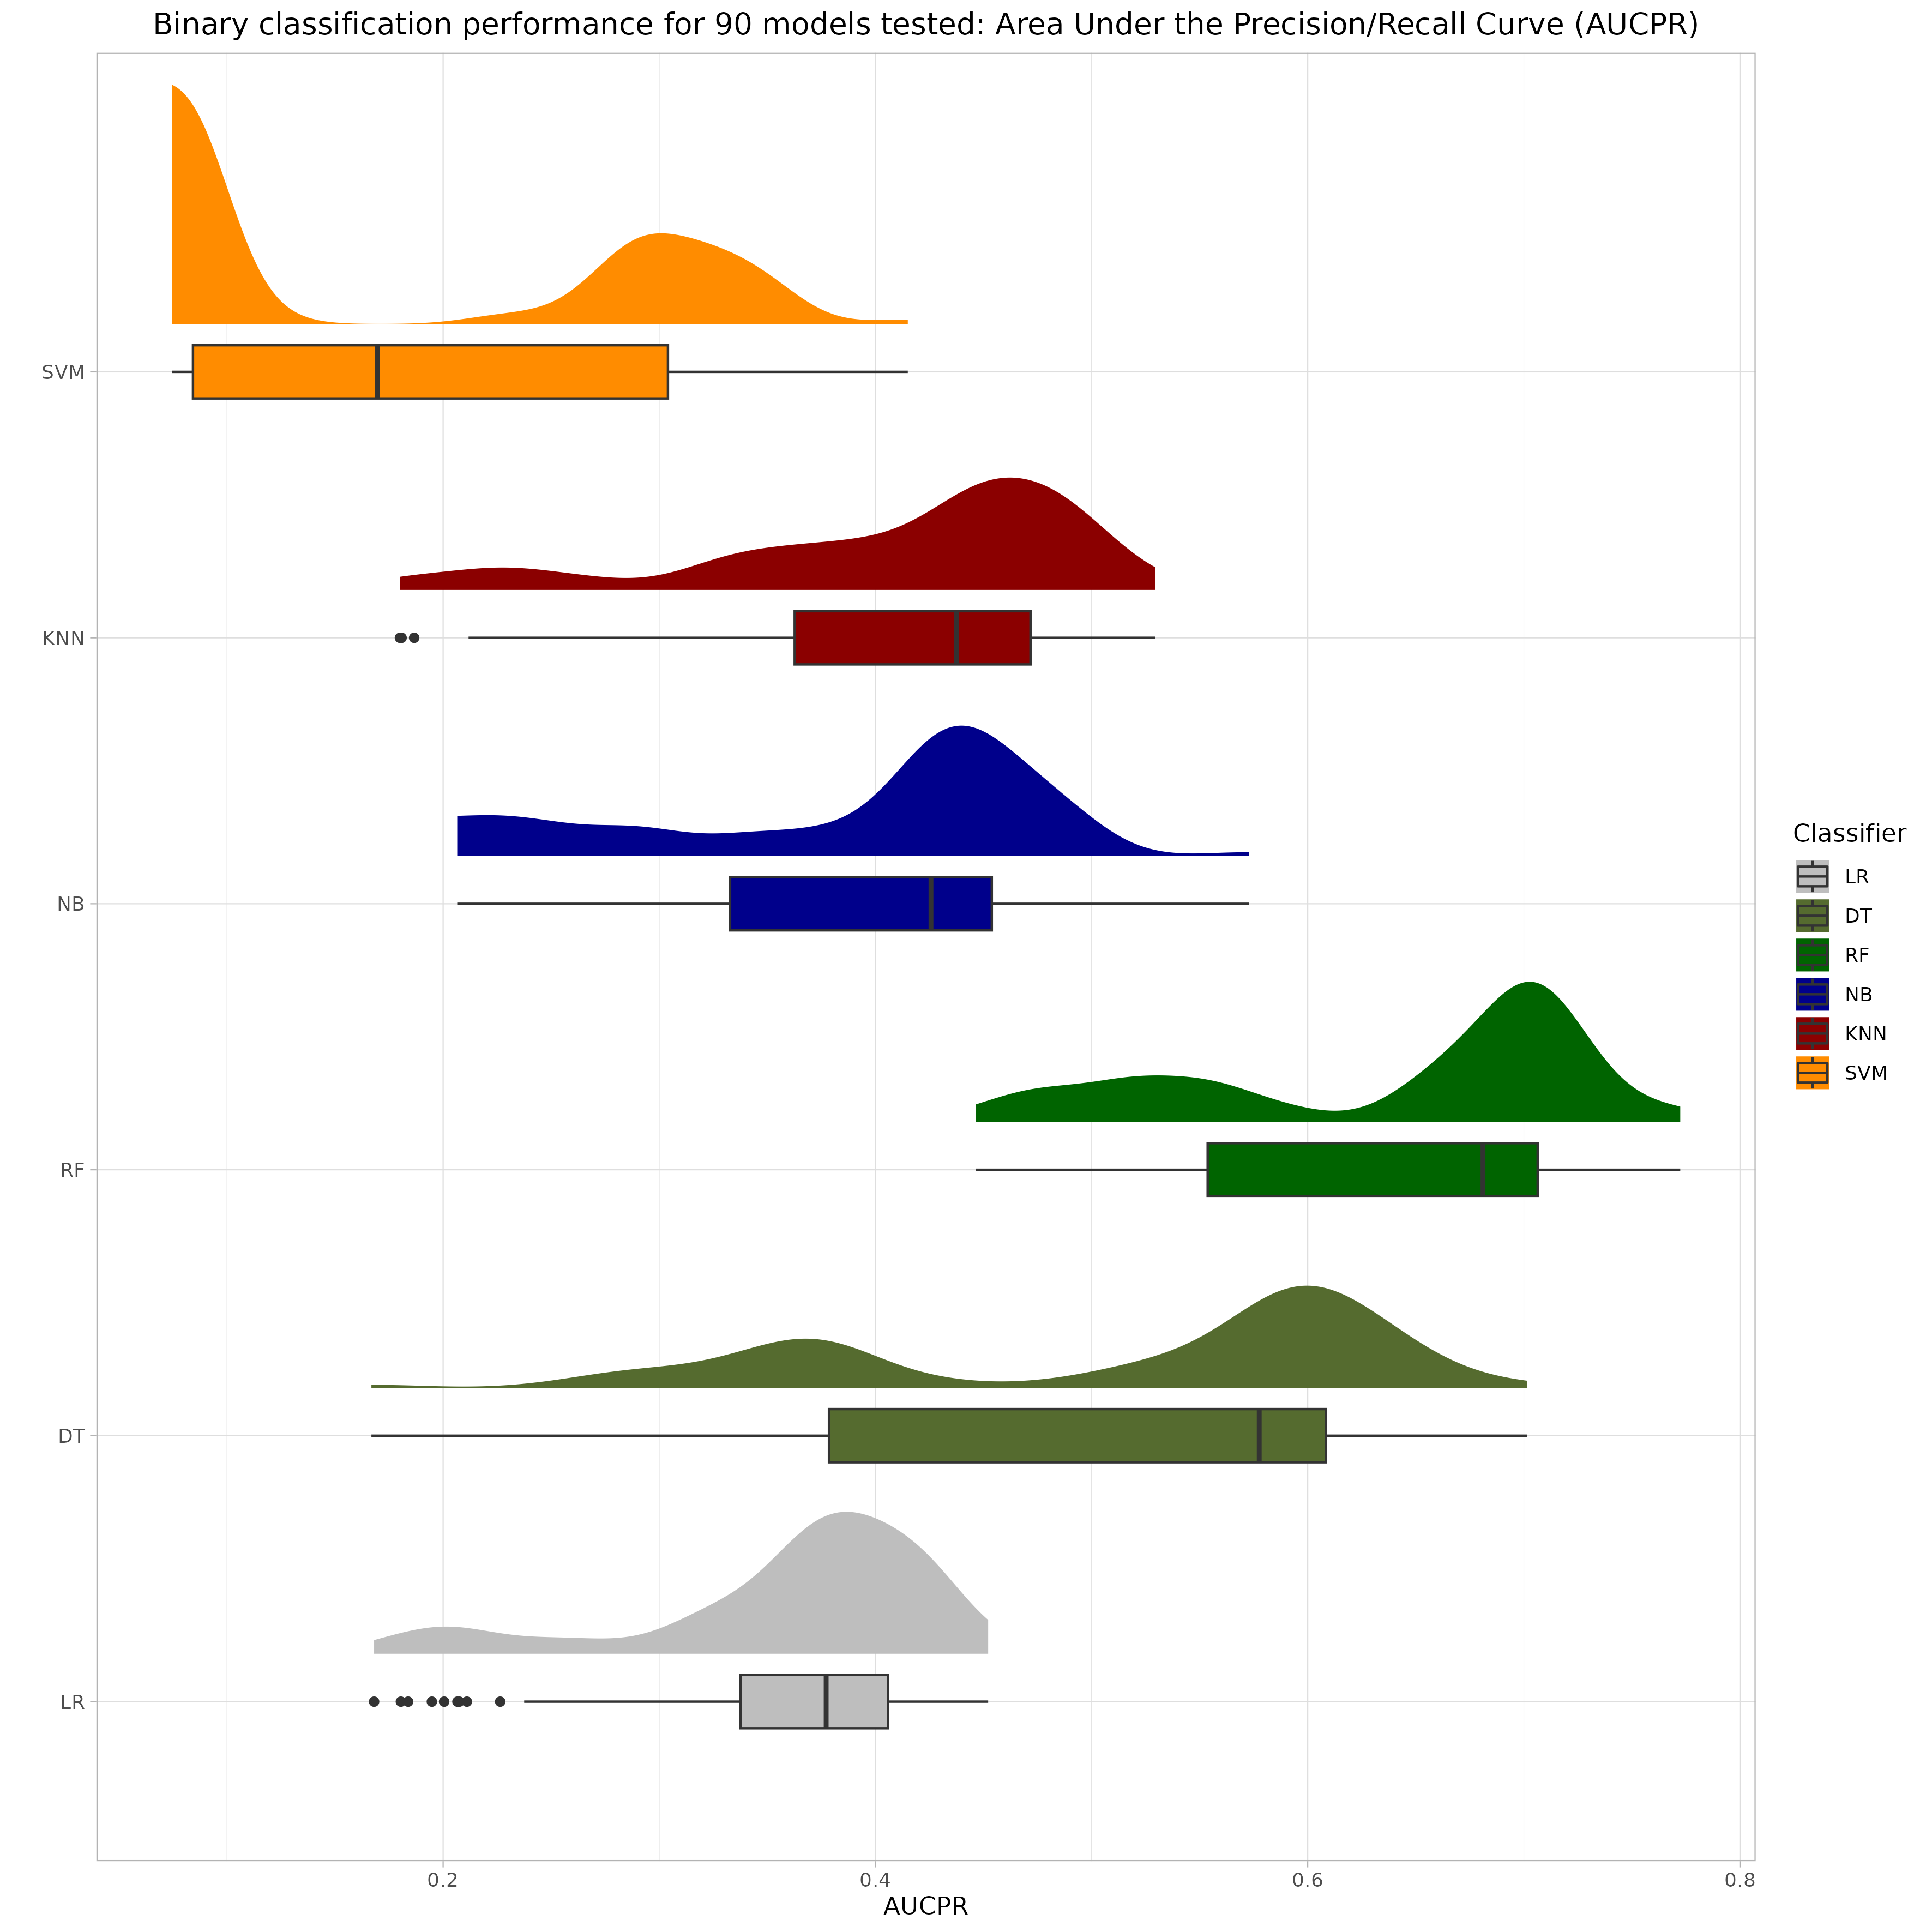 Binary classification performance for 90 models tested: Area Under the Precision/Recall Curve (AUCPR)
SVM
KNN
NB
RF
DT
LR
0.2 0.4 0.6 0.8
AUCPR
Classifier
LR
DT
RF
NB
KNN
SVM